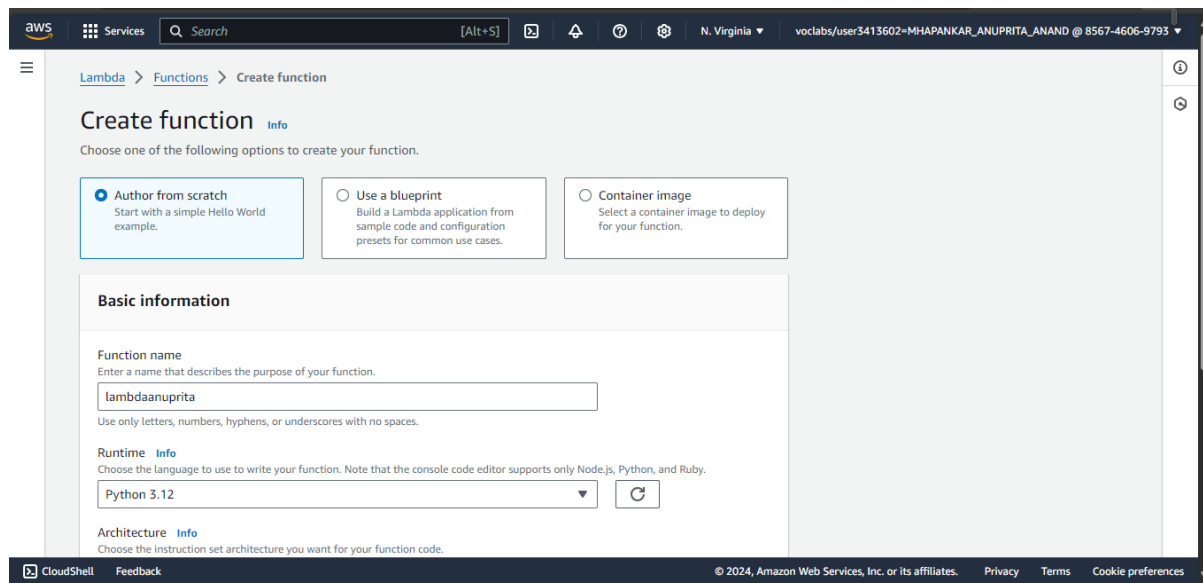 aws Services Search [Alt+S] N. Virginia voclabs/user3413602=MHAPANKAR_ANUPRITA_ANAND @ 8567-4606-9793
Lambda > Functions > Create function
Create function Info
Choose one of the following options to create your function.
Author from scratch
Start with a simple Hello World
example.
Use a blueprint
Build a Lambda application from
sample code and configuration
presets for common use cases.
Container image
Select a container image to deploy
for your function.
Basic information
Function name
Enter a name that describes the purpose of your function.
lambdaanuprita
Use only letters, numbers, hyphens, or underscores with no spaces.
Runtime Info
Choose the language to use to write your function. Note that the console code editor supports only Node.js, Python, and Ruby.
Python 3.12
Architecture Info
Choose the instruction set architecture you want for your function code.
CloudShell Feedback © 2024, Amazon Web Services, Inc. or its affiliates. Privacy Terms Cookie preferences